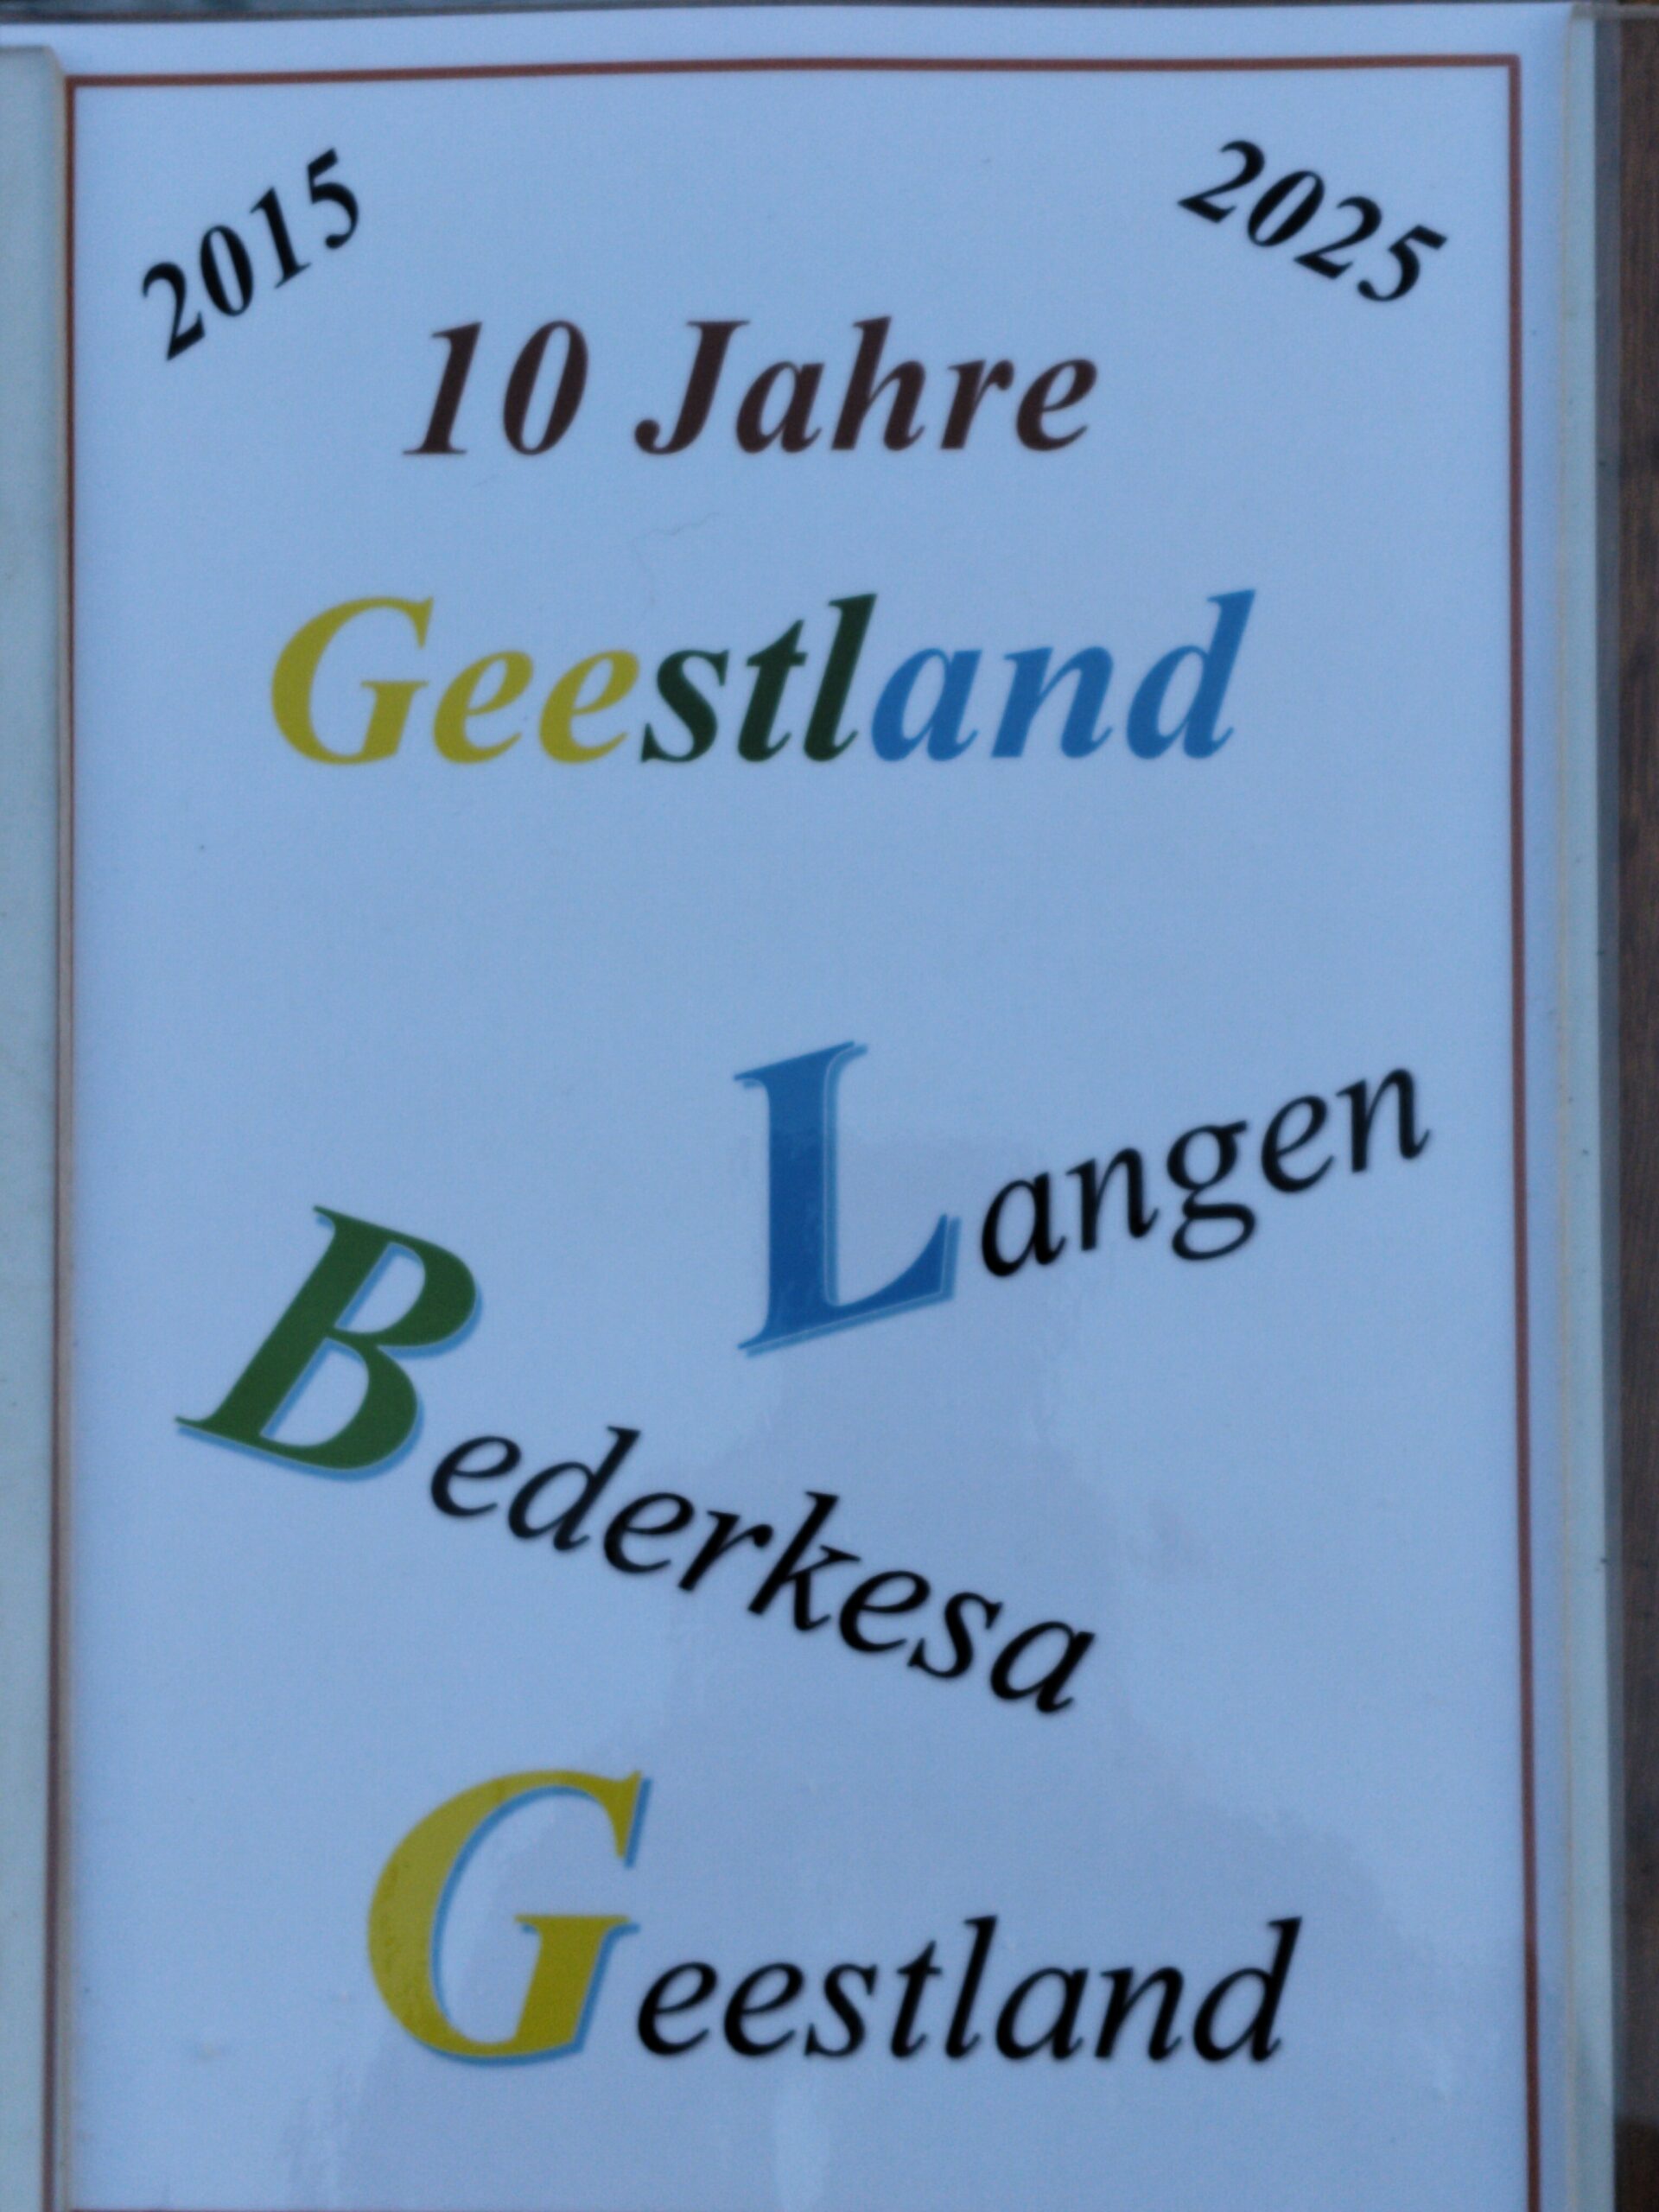 2015
2025
10 Jahre
Geestland
Langen
Bederkesa
Geestland